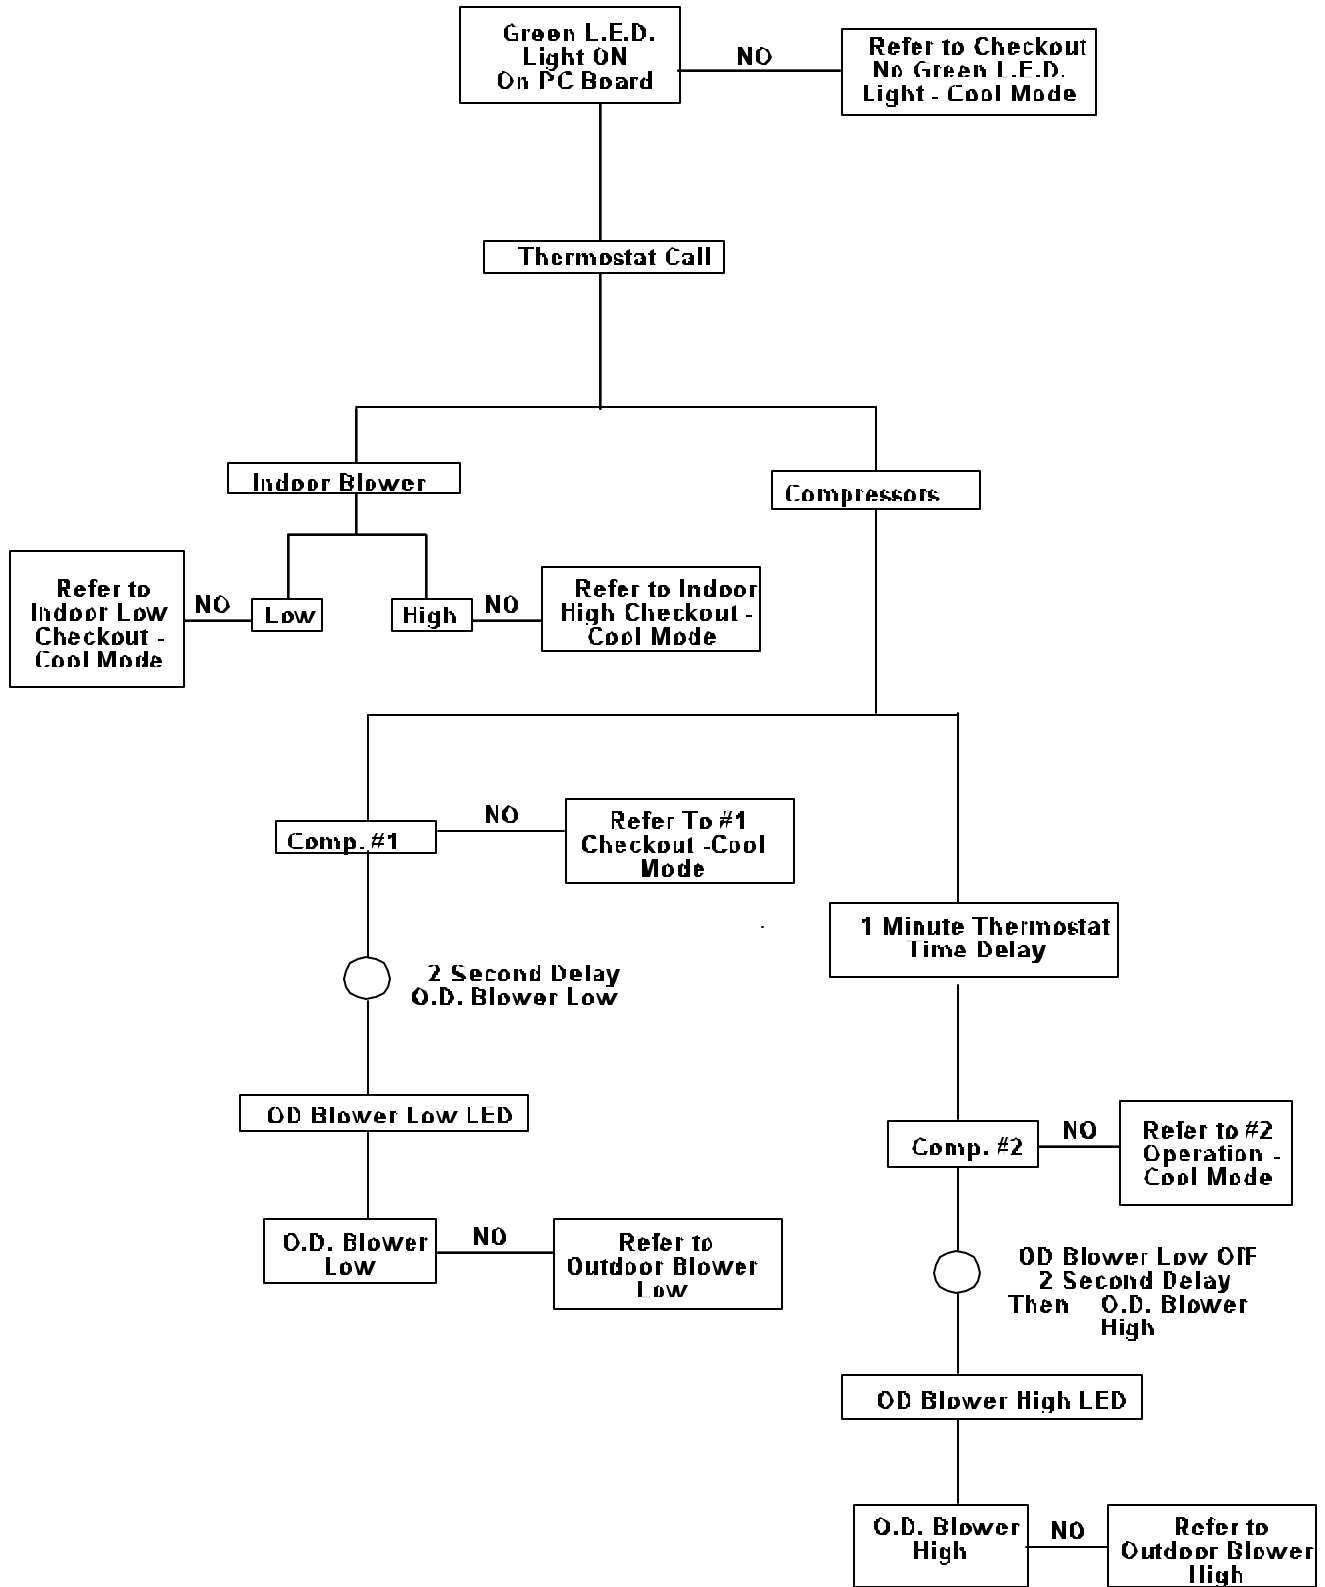 Green L.E.D.
Light ON
On PC Board
NO
Refer to Checkout
No Green L.E.D.
Light - Cool Mode
Thermostat Call
Indoor Blower
Compressors
Refer to
Indoor Low
Checkout -
Cool Mode
NO
Low
High
NO
Refer to Indoor
High Checkout -
Cool Mode
Comp. #1
NO
Refer To #1
Checkout -Cool
Mode
1 Minute Thermostat
Time Delay
2 Second Delay
O.D. Blower Low
OD Blower Low LED
Comp. #2
NO
Refer to #2
Operation -
Cool Mode
O.D. Blower
Low
NO
Refer to
Outdoor Blower
Low
OD Blower Low Off
2 Second Delay
Then O.D. Blower
High
OD Blower High LED
O.D. Blower
High
NO
Refer to
Outdoor Blower
High